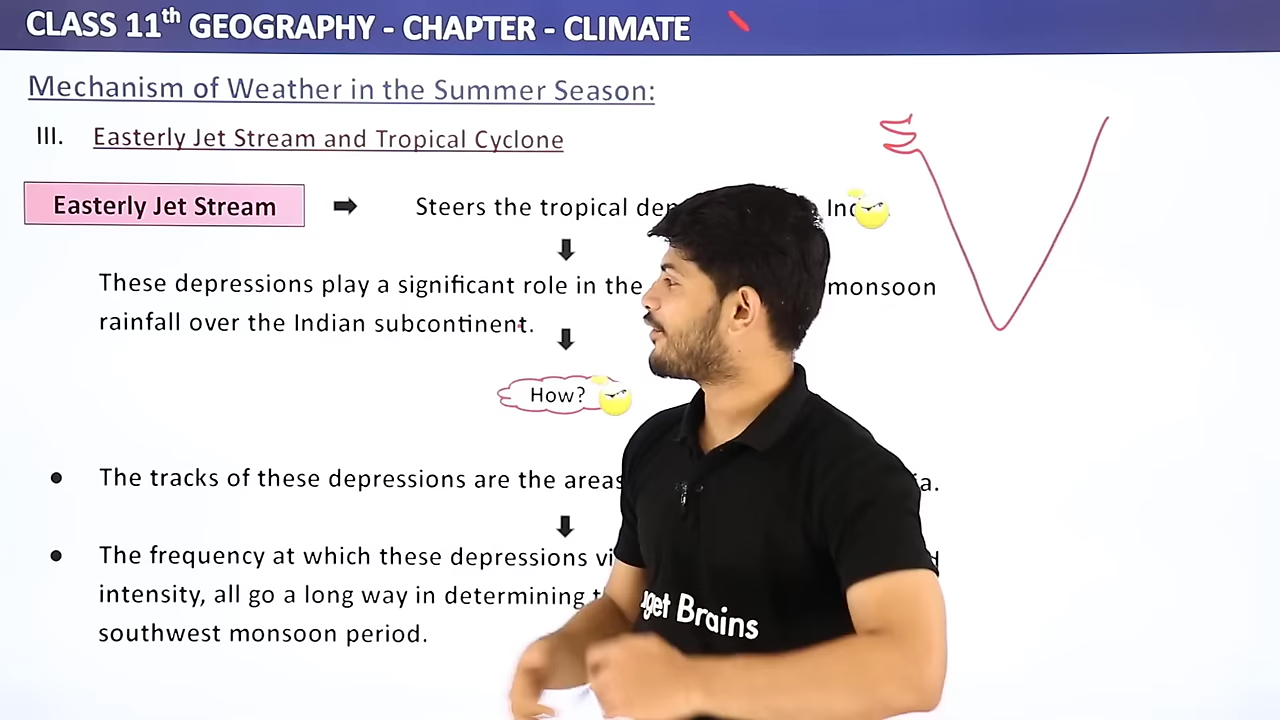 CLASS 11th GEOGRAPHY - CHAPTER - CLIMATE
Mechanism of Weather in the Summer Season:
III. Easterly Jet Stream and Tropical Cyclone
Easterly Jet Stream
Steers the tropical
These depressions play a significant role in the monsoon
rainfall over the Indian subcontinent.
How?
The tracks of these depressions are the areas
The frequency at which these depressions
intensity, all go a long way in determining
southwest monsoon period.
Brains